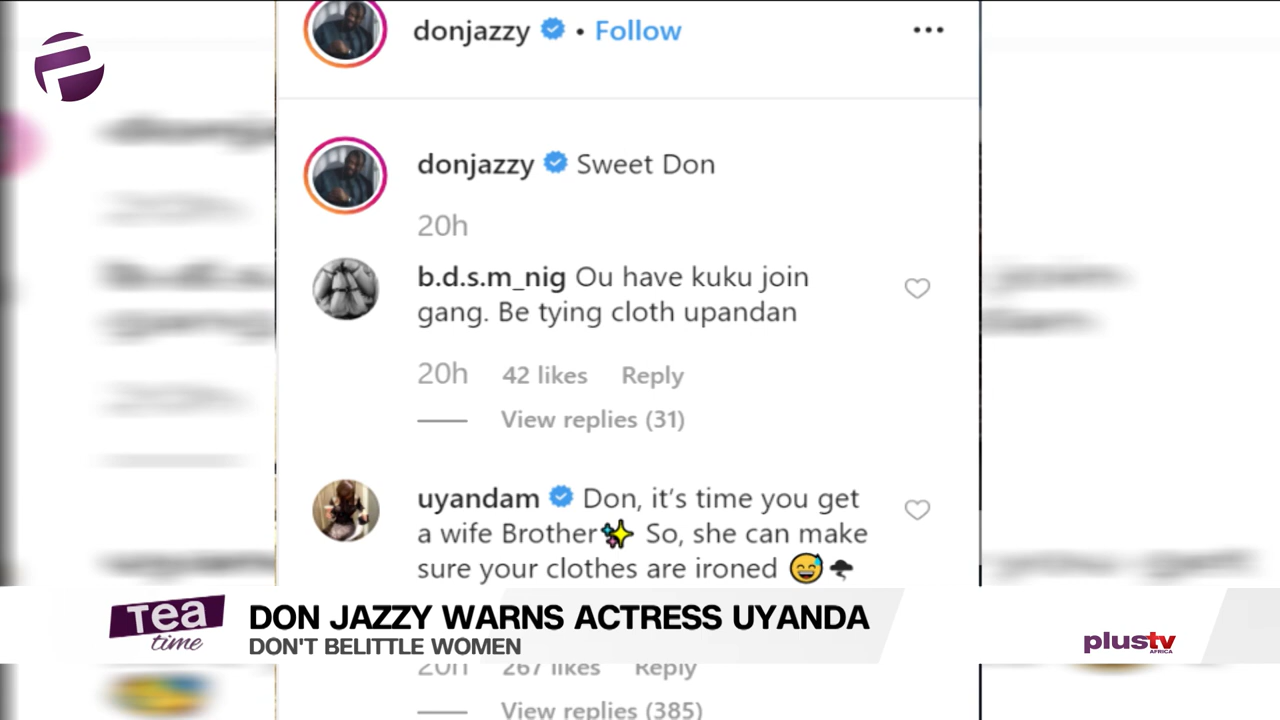 donjazzy • Follow •••
donjazzy Sweet Don
20h
b.d.s.m_nig Ou have kuku join
gang. Be tying cloth upandan
20h 42 likes Reply
View replies (31)
uyandam Don, it's time you get
a wife Brother✨ So, she can make
sure your clothes are ironed 😅🌪
Tea
time
DON JAZZY WARNS ACTRESS UYANDA
DON'T BELITTLE WOMEN
plustv
AFRICA
20h 267 likes Reply
View replies (385)